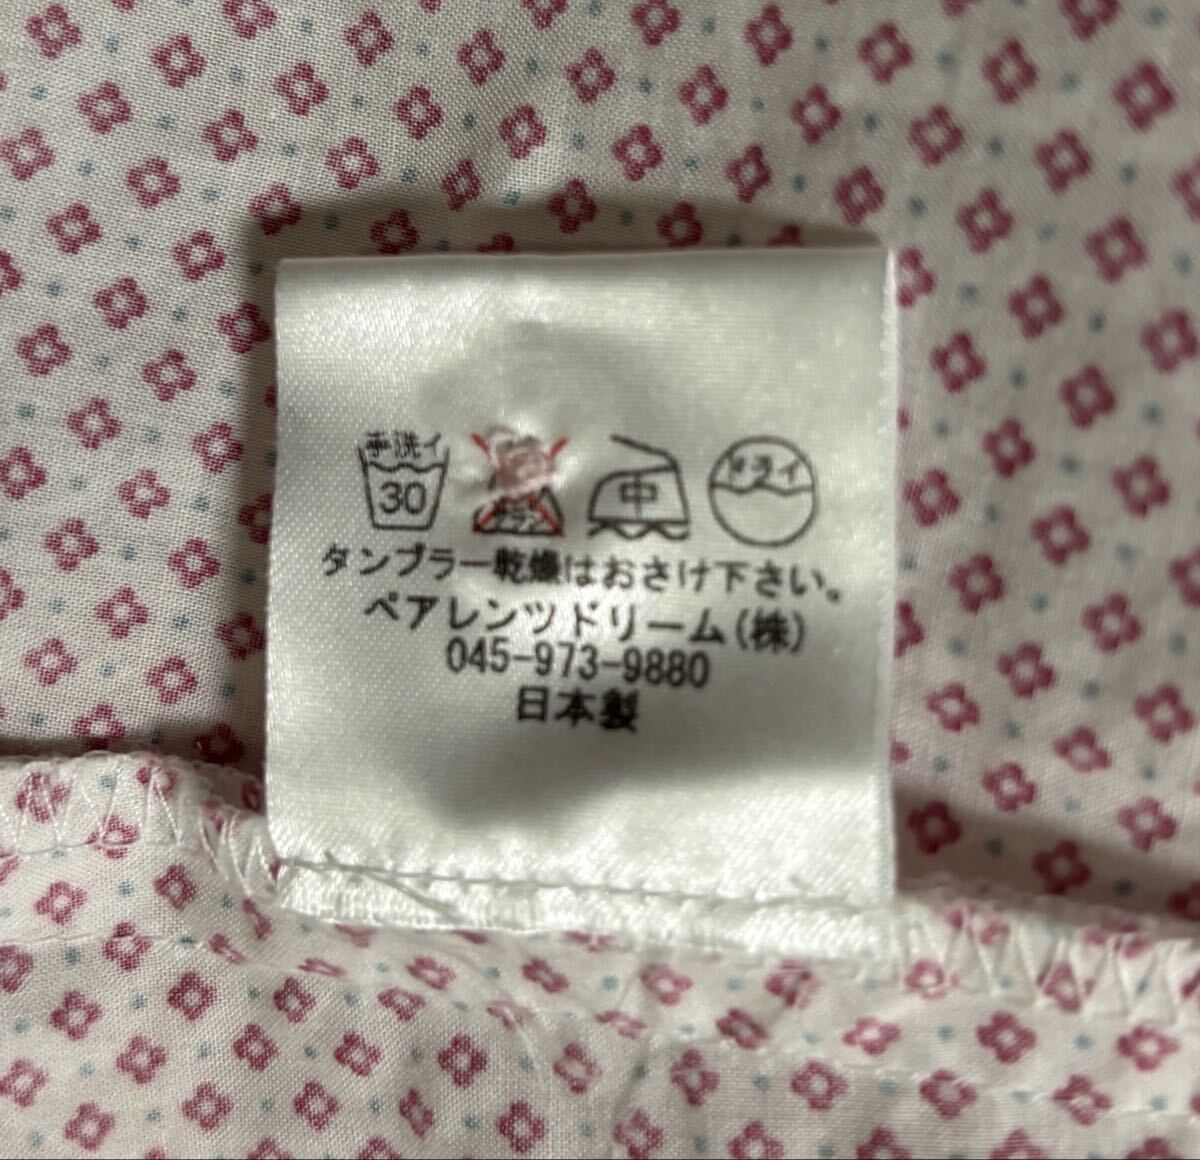 手洗イ
30
中
ドライ
タンブラー乾燥はおさけ下さい。
ペアレンツドリーム(株)
045-973-9880
日本製